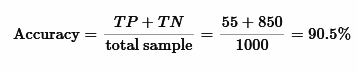 Accuracy = TP + TN / total sample = 55 + 850 / 1000 = 90.5%